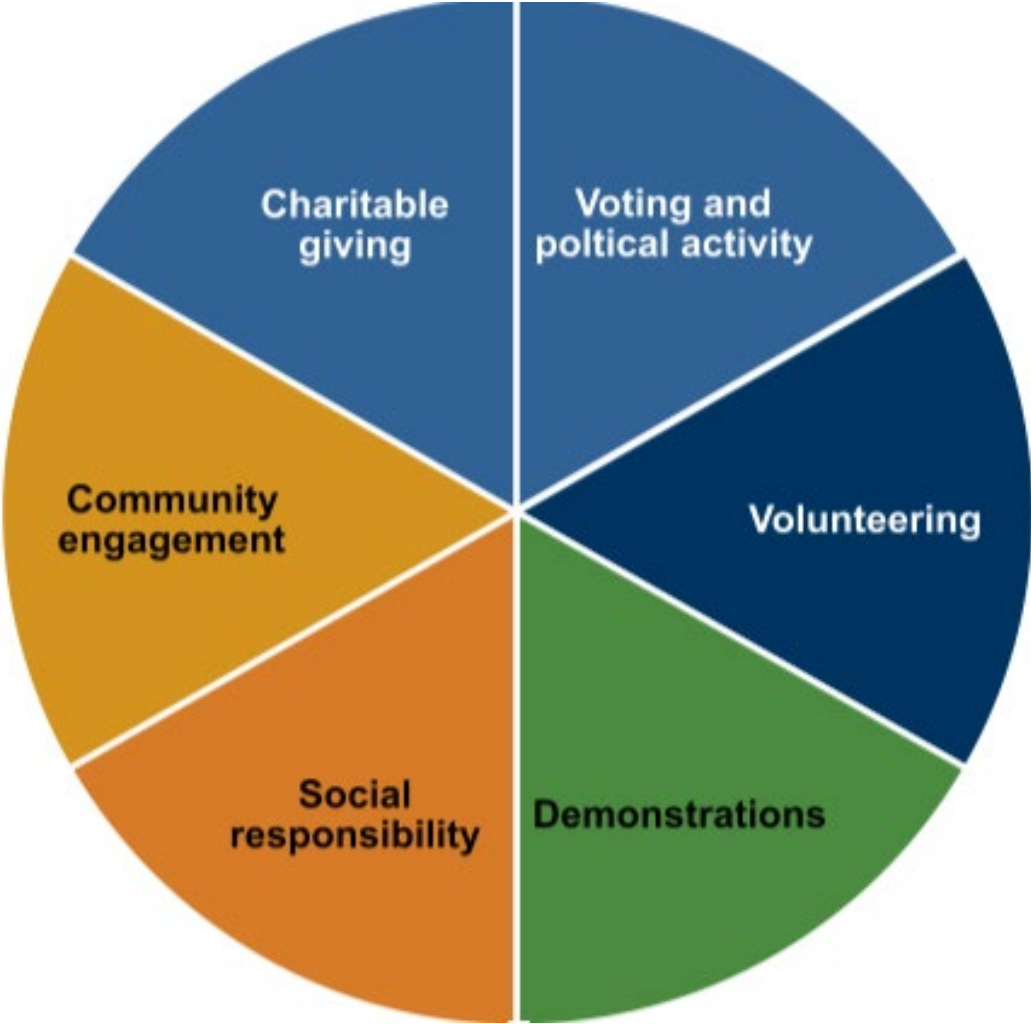 Charitable
giving
Voting and
poltical activity
Community
engagement
Volunteering
Social
responsibility
Demonstrations